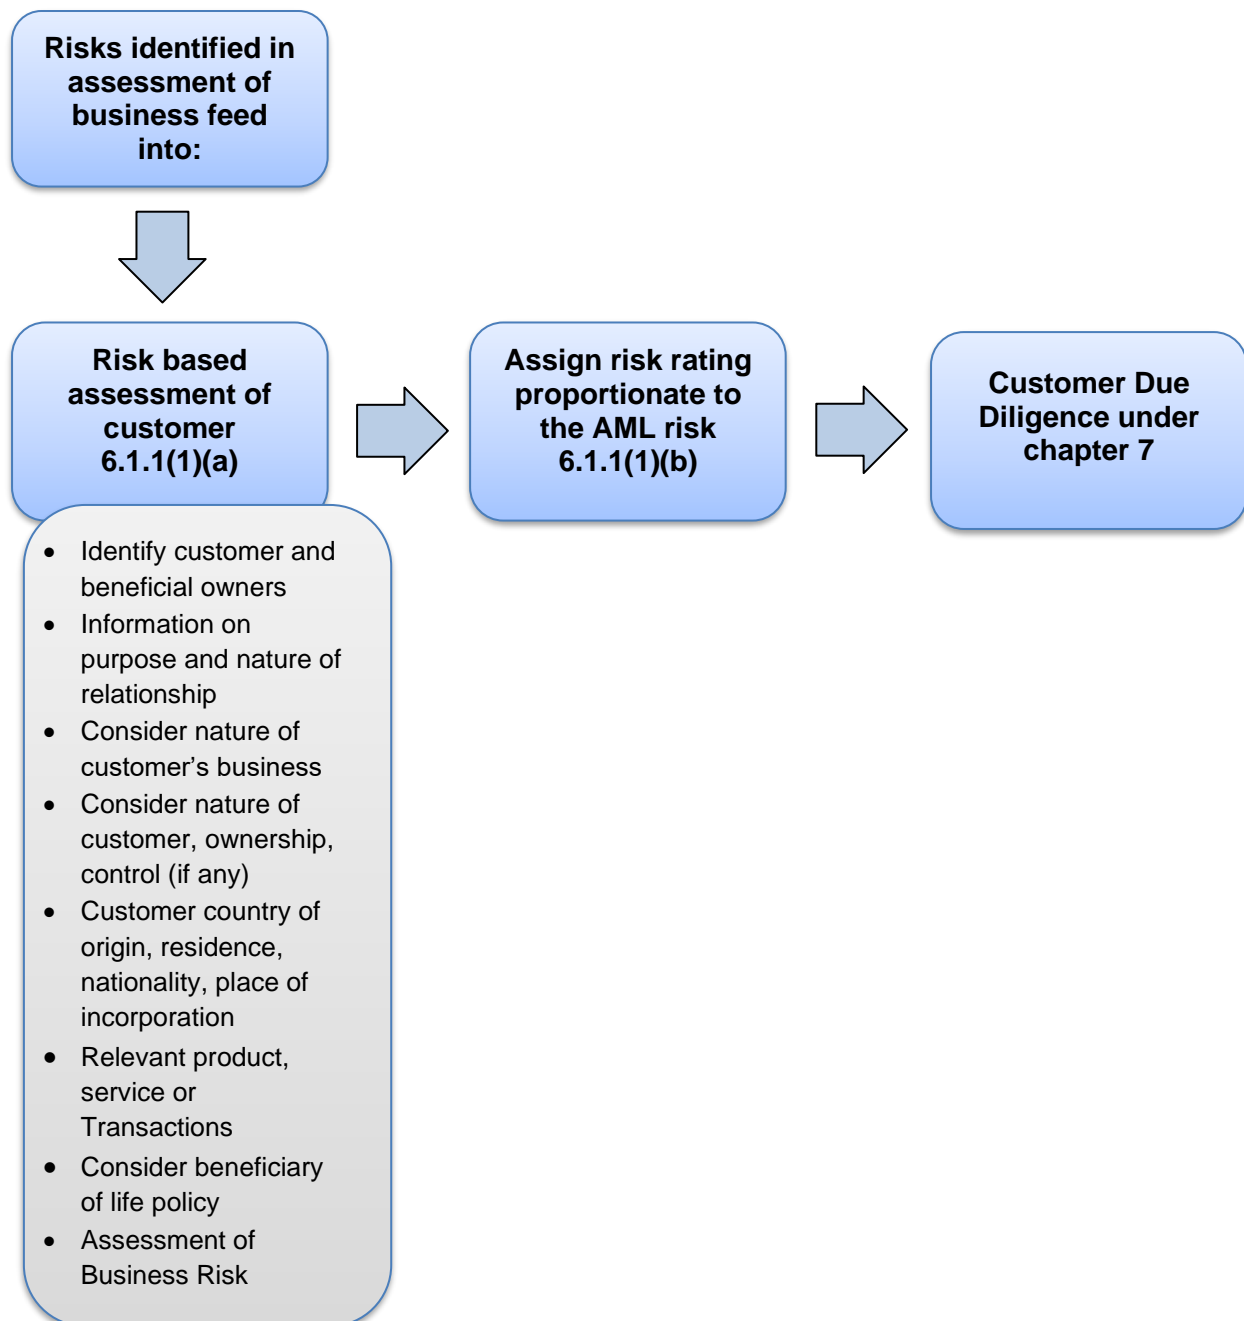 Risks identified in
assessment of
business feed
into:
Risk based
assessment of
customer
6.1.1(1)(a)
Assign risk rating
proportionate to
the AML risk
6.1.1(1)(b)
Customer Due
Diligence under
chapter 7
• Identify customer and
beneficial owners
• Information on
purpose and nature of
relationship
• Consider nature of
customer’s business
• Consider nature of
customer, ownership,
control (if any)
• Customer country of
origin, residence,
nationality, place of
incorporation
• Relevant product,
service or
Transactions
• Consider beneficiary
of life policy
• Assessment of
Business Risk